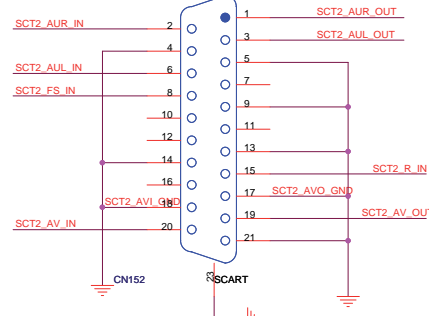 SCT2_AUR_OUT
1
SCT2_AUR_IN
2
SCT2_AUL_OUT
3
4
5
SCT2_AUL_IN
6
7
SCT2_FS_IN
8
9
10
11
12
13
14
15
SCT2_R_IN
16
17
SCT2_AVO_GND
SCT2_AVI_GND
18
19
SCT2_AV_OUT
SCT2_AV_IN
20
21
CN152
23
SCART